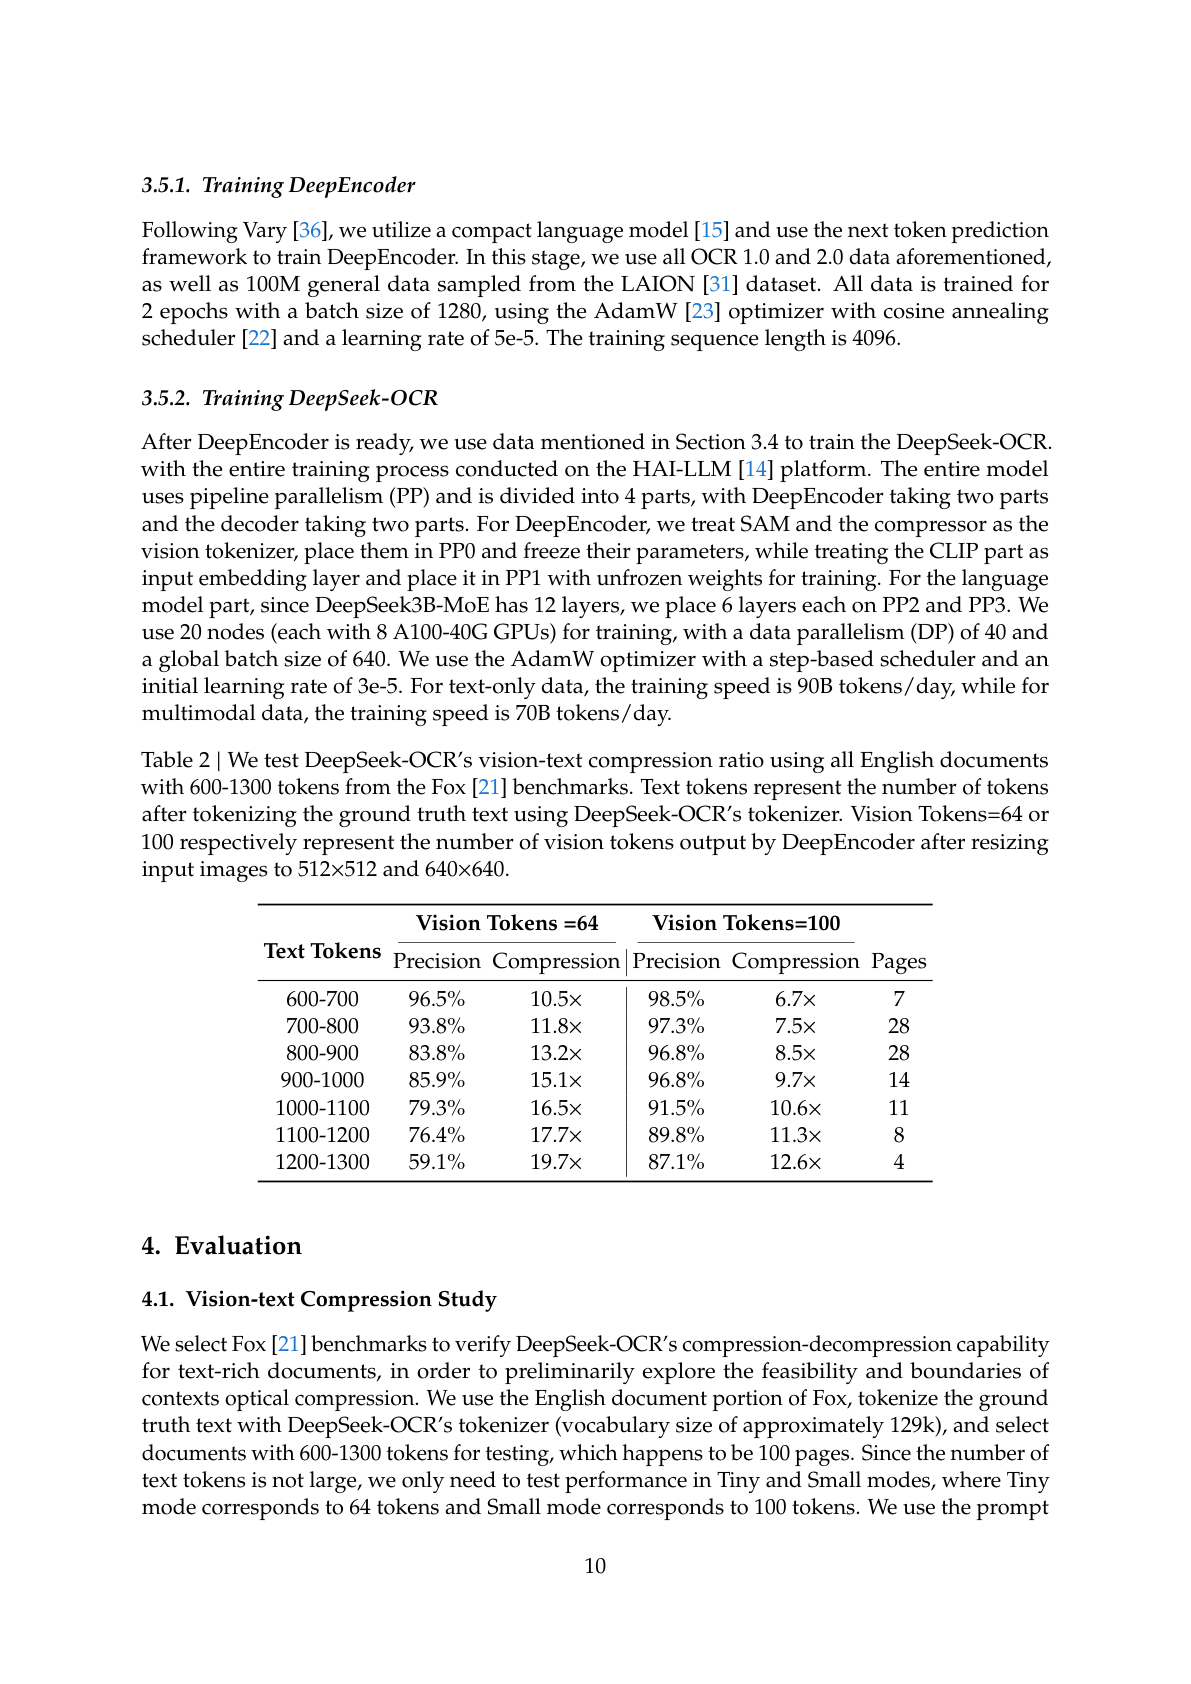 3.5.1. Training DeepEncoder
Following Vary [36], we utilize a compact language model [15] and use the next token prediction
framework to train DeepEncoder. In this stage, we use all OCR 1.0 and 2.0 data aforementioned,
as well as 100M general data sampled from the LAION [31] dataset. All data is trained for
2 epochs with a batch size of 1280, using the AdamW [23] optimizer with cosine annealing
scheduler [22] and a learning rate of 5e-5. The training sequence length is 4096.
3.5.2. Training DeepSeek-OCR
After DeepEncoder is ready, we use data mentioned in Section 3.4 to train the DeepSeek-OCR.
with the entire training process conducted on the HAI-LLM [14] platform. The entire model
uses pipeline parallelism (PP) and is divided into 4 parts, with DeepEncoder taking two parts
and the decoder taking two parts. For DeepEncoder, we treat SAM and the compressor as the
vision tokenizer, place them in PP0 and freeze their parameters, while treating the CLIP part as
input embedding layer and place it in PP1 with unfrozen weights for training. For the language
model part, since DeepSeek3B-MoE has 12 layers, we place 6 layers each on PP2 and PP3. We
use 20 nodes (each with 8 A100-40G GPUs) for training, with a data parallelism (DP) of 40 and
a global batch size of 640. We use the AdamW optimizer with a step-based scheduler and an
initial learning rate of 3e-5. For text-only data, the training speed is 90B tokens/day, while for
multimodal data, the training speed is 70B tokens/day.
Table 2 | We test DeepSeek-OCR's vision-text compression ratio using all English documents
with 600-1300 tokens from the Fox [21] benchmarks. Text tokens represent the number of tokens
after tokenizing the ground truth text using DeepSeek-OCR's tokenizer. Vision Tokens=64 or
100 respectively represent the number of vision tokens output by DeepEncoder after resizing
input images to 512×512 and 640×640.
Vision Tokens =64 Vision Tokens=100
Text Tokens Precision Compression Precision Compression Pages
600-700 96.5% 10.5× 98.5% 6.7× 7
700-800 93.8% 11.8× 97.3% 7.5× 28
800-900 83.8% 13.2× 96.8% 8.5× 28
900-1000 85.9% 15.1× 96.8% 9.7× 14
1000-1100 79.3% 16.5× 91.5% 10.6× 11
1100-1200 76.4% 17.7× 89.8% 11.3× 8
1200-1300 59.1% 19.7× 87.1% 12.6× 4
4. Evaluation
4.1. Vision-text Compression Study
We select Fox [21] benchmarks to verify DeepSeek-OCR's compression-decompression capability
for text-rich documents, in order to preliminarily explore the feasibility and boundaries of
contexts optical compression. We use the English document portion of Fox, tokenize the ground
truth text with DeepSeek-OCR's tokenizer (vocabulary size of approximately 129k), and select
documents with 600-1300 tokens for testing, which happens to be 100 pages. Since the number of
text tokens is not large, we only need to test performance in Tiny and Small modes, where Tiny
mode corresponds to 64 tokens and Small mode corresponds to 100 tokens. We use the prompt
10